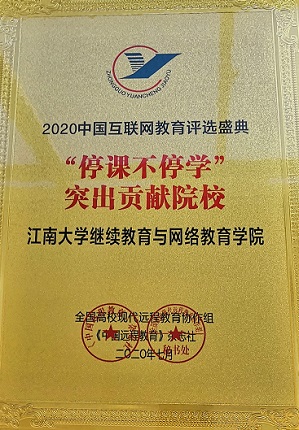 ZHONGGUO YUANCHENG JIAOYU
2020中国互联网教育评选盛典
“停课不停学”
突出贡献院校
江南大学继续教育与网络教育学院
全国高校现代远程教育协作组
《中国远程教育》杂志社
二〇二〇年七月
秘书处